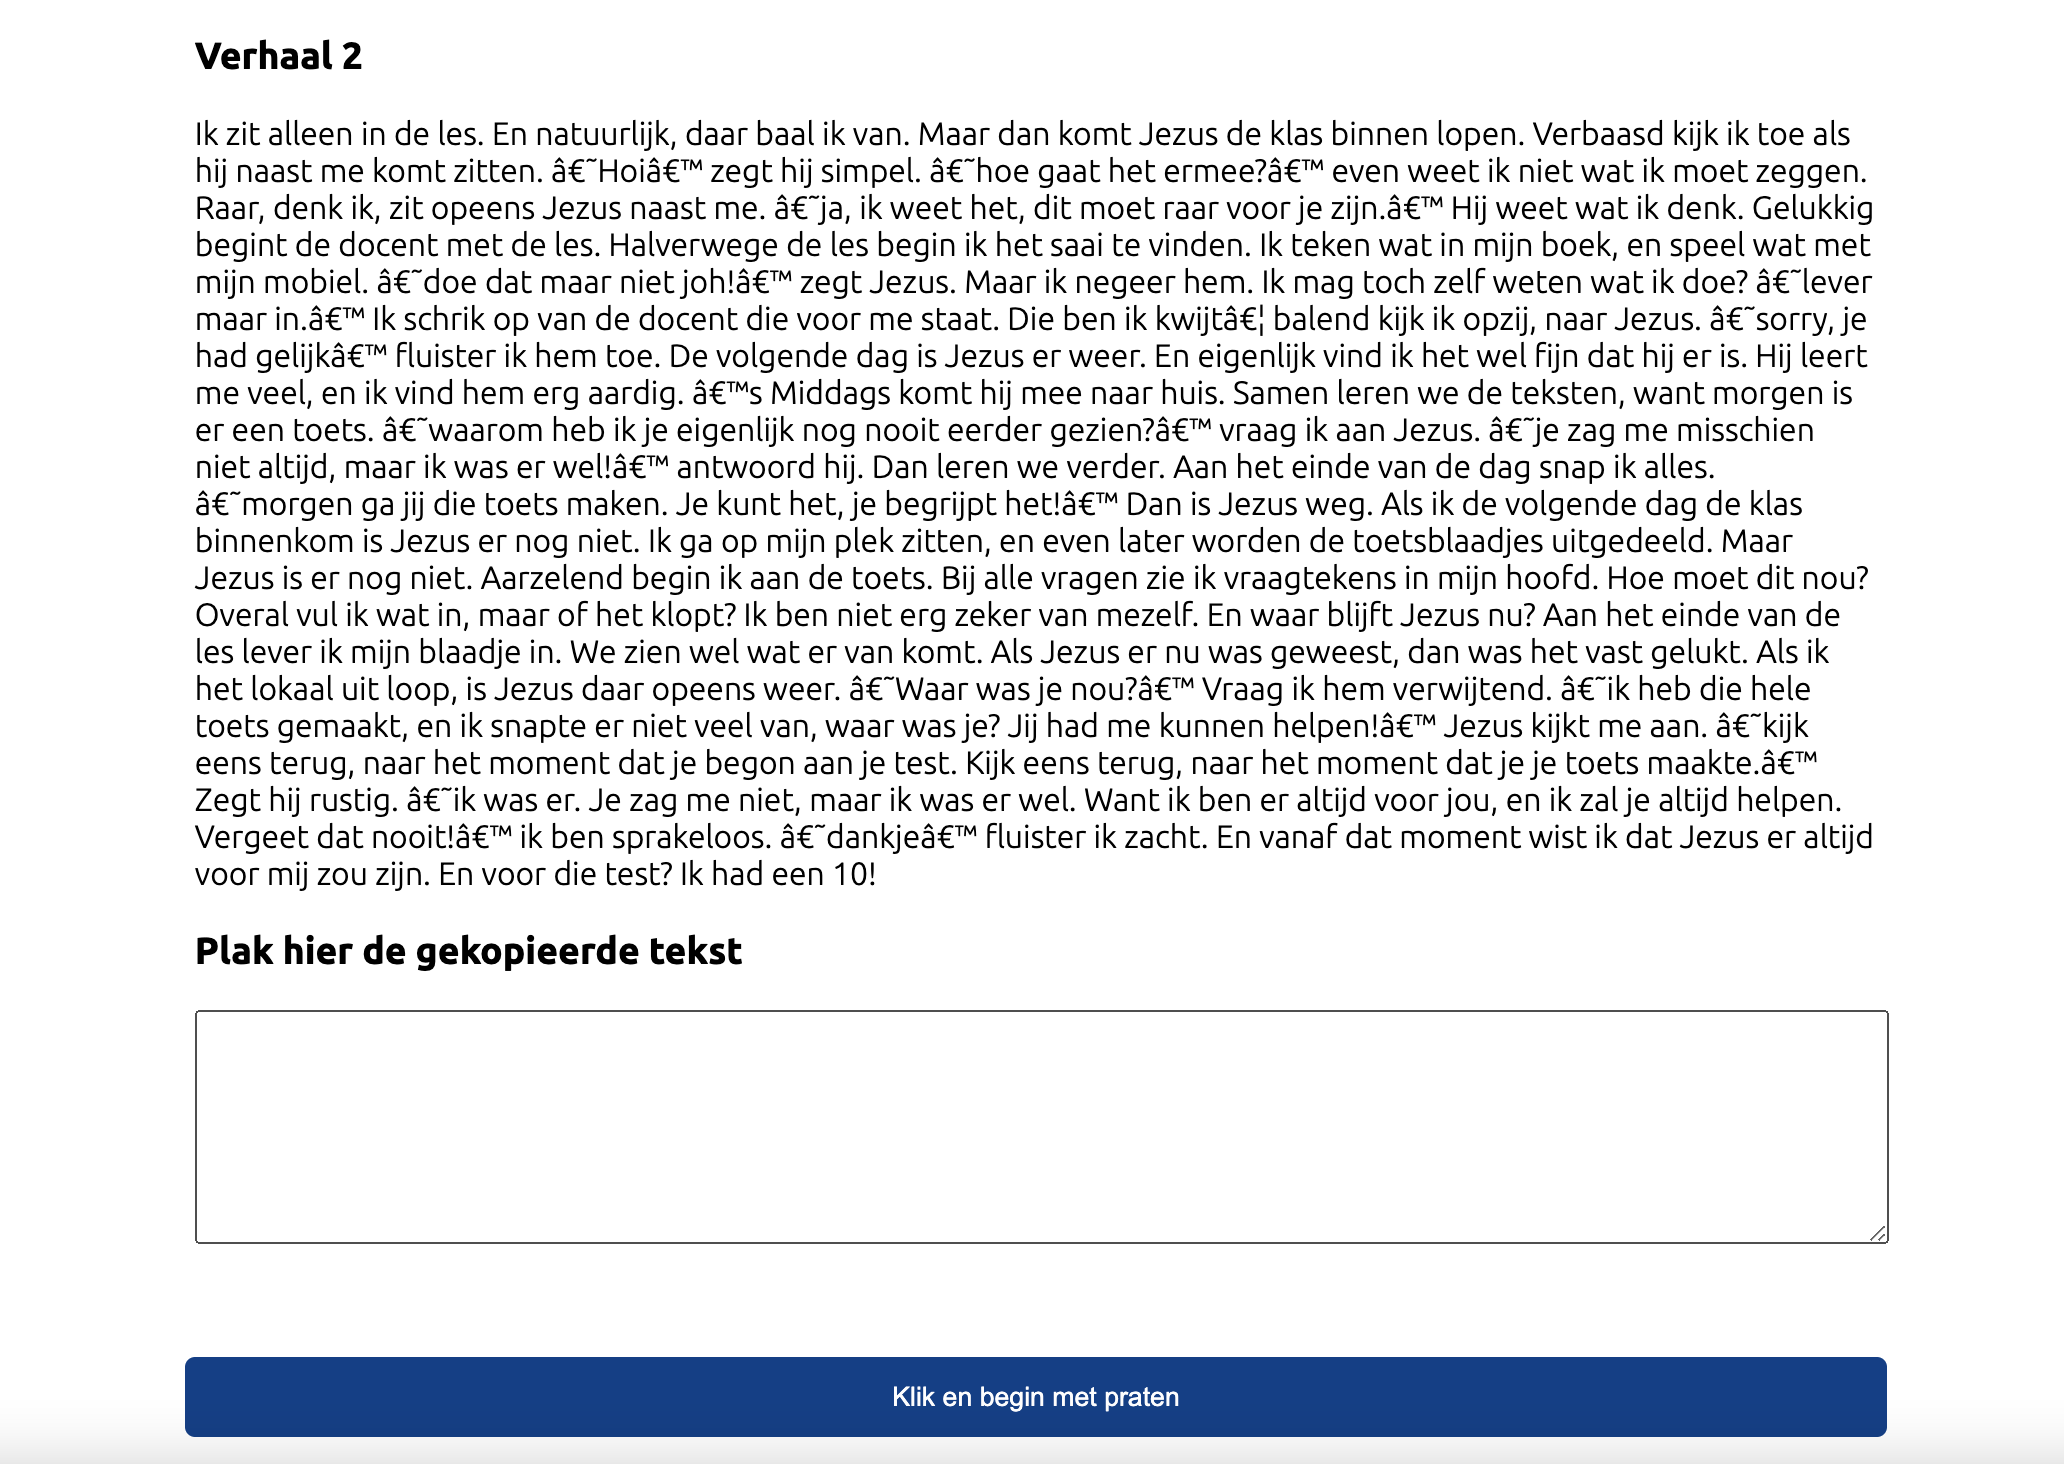 Verhaal 2
Ik zit alleen in de les. En natuurlijk, daar baal ik van. Maar dan komt Jezus de klas binnen lopen. Verbaasd kijk ik toe als
hij naast me komt zitten. â€˜Hoiâ€™ zegt hij simpel. â€˜hoe gaat het ermee?â€™ even weet ik niet wat ik moet zeggen.
Raar, denk ik, zit opeens Jezus naast me. â€˜ja, ik weet het, dit moet raar voor je zijn.â€™ Hij weet wat ik denk. Gelukkig
begint de docent met de les. Halverwege de les begin ik het saai te vinden. Ik teken wat in mijn boek, en speel wat met
mijn mobiel. â€˜doe dat maar niet joh!â€™ zegt Jezus. Maar ik negeer hem. Ik mag toch zelf weten wat ik doe? â€˜lever
maar in.â€™ Ik schrik op van de docent die voor me staat. Die ben ik kwijtâ€¦ balend kijk ik opzij, naar Jezus. â€˜sorry, je
had gelijkâ€™ fluister ik hem toe. De volgende dag is Jezus er weer. En eigenlijk vind ik het wel fijn dat hij er is. Hij leert
me veel, en ik vind hem erg aardig. â€™s Middags komt hij mee naar huis. Samen leren we de teksten, want morgen is
er een toets. â€˜waarom heb ik je eigenlijk nog nooit eerder gezien?â€™ vraag ik aan Jezus. â€˜je zag me misschien
niet altijd, maar ik was er wel!â€™ antwoord hij. Dan leren we verder. Aan het einde van de dag snap ik alles.
â€˜morgen ga jij die toets maken. Je kunt het, je begrijpt het!â€™ Dan is Jezus weg. Als ik de volgende dag de klas
binnenkom is Jezus er nog niet. Ik ga op mijn plek zitten, en even later worden de toetsblaadjes uitgedeeld. Maar
Jezus is er nog niet. Aarzelend begin ik aan de toets. Bij alle vragen zie ik vraagtekens in mijn hoofd. Hoe moet dit nou?
Overal vul ik wat in, maar of het klopt? Ik ben niet erg zeker van mezelf. En waar blijft Jezus nu? Aan het einde van de
les lever ik mijn blaadje in. We zien wel wat er van komt. Als Jezus er nu was geweest, dan was het vast gelukt. Als ik
het lokaal uit loop, is Jezus daar opeens weer. â€˜Waar was je nou?â€™ Vraag ik hem verwijtend. â€˜ik heb die hele
toets gemaakt, en ik snapte er niet veel van, waar was je? Jij had me kunnen helpen!â€™ Jezus kijkt me aan. â€˜kijk
eens terug, naar het moment dat je begon aan je test. Kijk eens terug, naar het moment dat je je toets maakte.â€™
Zegt hij rustig. â€˜ik was er. Je zag me niet, maar ik was er wel. Want ik ben er altijd voor jou, en ik zal je altijd helpen.
Vergeet dat nooit!â€™ ik ben sprakeloos. â€˜dankjeâ€™ fluister ik zacht. En vanaf dat moment wist ik dat Jezus er altijd
voor mij zou zijn. En voor die test? Ik had een 10!
Plak hier de gekopieerde tekst
Klik en begin met praten